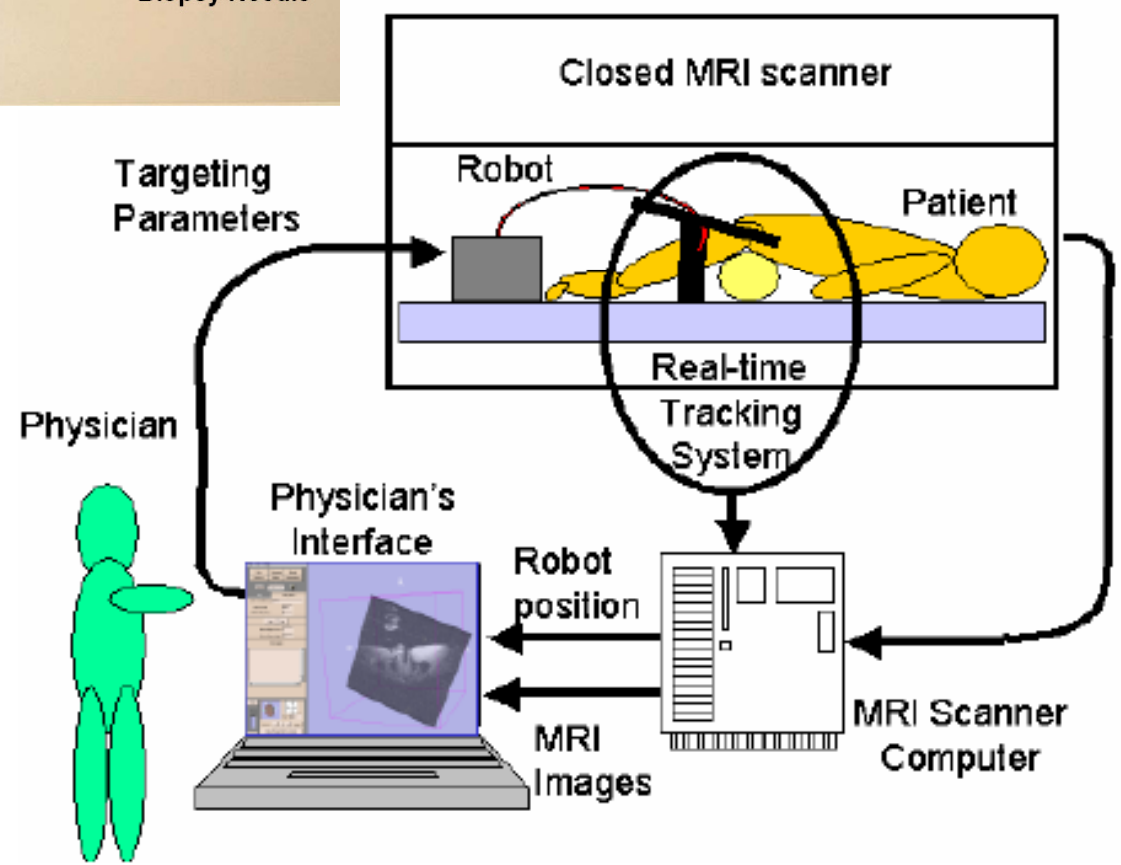 Closed MRI scanner
Targeting
Parameters
Robot
Patient
Real-time
Tracking
System
Physician
Physician's
Interface
Robot
position
MRI
Images
MRI Scanner
Computer